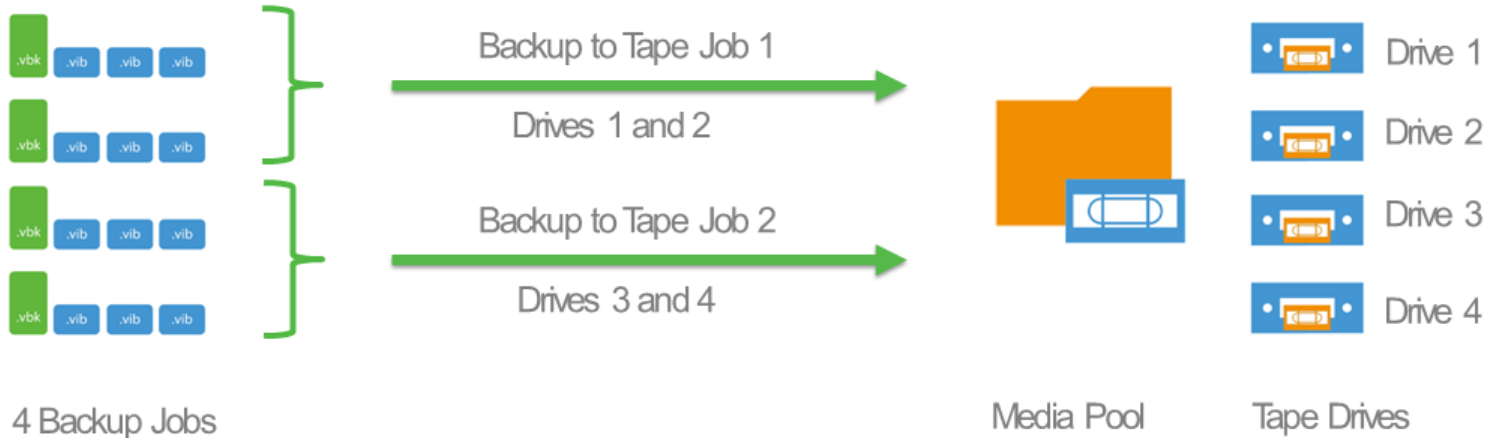 .vbk .vib .vib .vib
.vbk .vib .vib .vib
.vbk .vib .vib .vib
.vbk .vib .vib .vib
4 Backup Jobs
Backup to Tape Job 1
Drives 1 and 2
Backup to Tape Job 2
Drives 3 and 4
Media Pool
Drive 1
Drive 2
Drive 3
Drive 4
Tape Drives